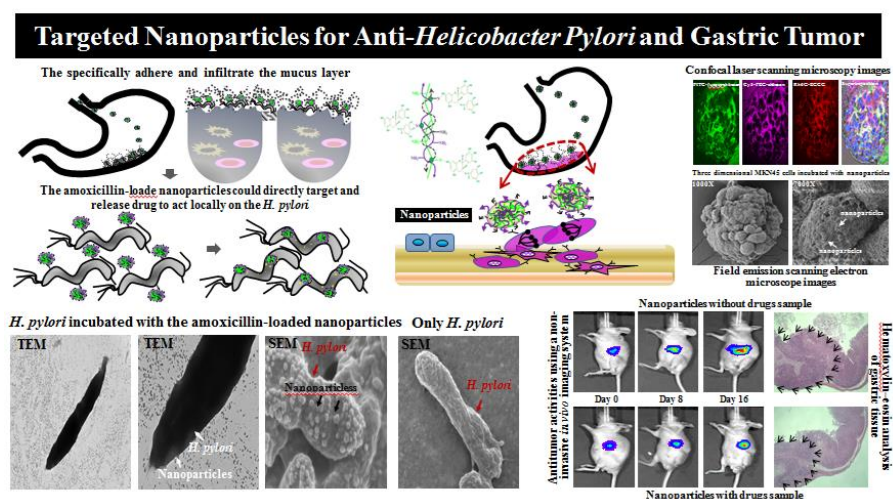 Targeted Nanoparticles for Anti-Helicobacter Pylori and Gastric Tumor
The specifically adhere and infiltrate the mucus layer
The amoxicillin-loade nanoparticles could directly target and
release drug to act locally on the H. pylori
Nanoparticles
Confocal laser scanning microscopy images
Three dimensional MKN45 cells incubated with nanoparticles
1000X
nanoparticles
nanoparticles
Field emission scanning electron
microscope images
H. pylori incubated with the amoxicillin-loaded nanoparticles
Only H. pylori
TEM
TEM
H. pylori
Nanoparticles
SEM
H. pylori
Nanoparticless
SEM
H. pylori
Nanoparticles without drugs sample
Antitumor activities using a non-
invasive in vivo imaging system
Day 0
Day 8
Day 16
Nanoparticles with drugs sample
Hematoxylin-eosin analysis
of gastric tissue